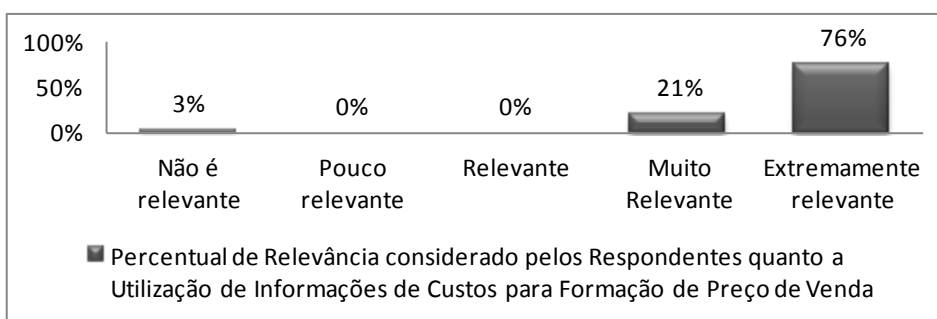 100%
50%
0%
3%
0%
0%
21%
76%
Não é
relevante
Pouco
relevante
Relevante
Muito
Relevante
Extremamente
relevante
Percentual de Relevância considerado pelos Respondentes quanto a
Utilização de Informações de Custos para Formação de Preço de Venda